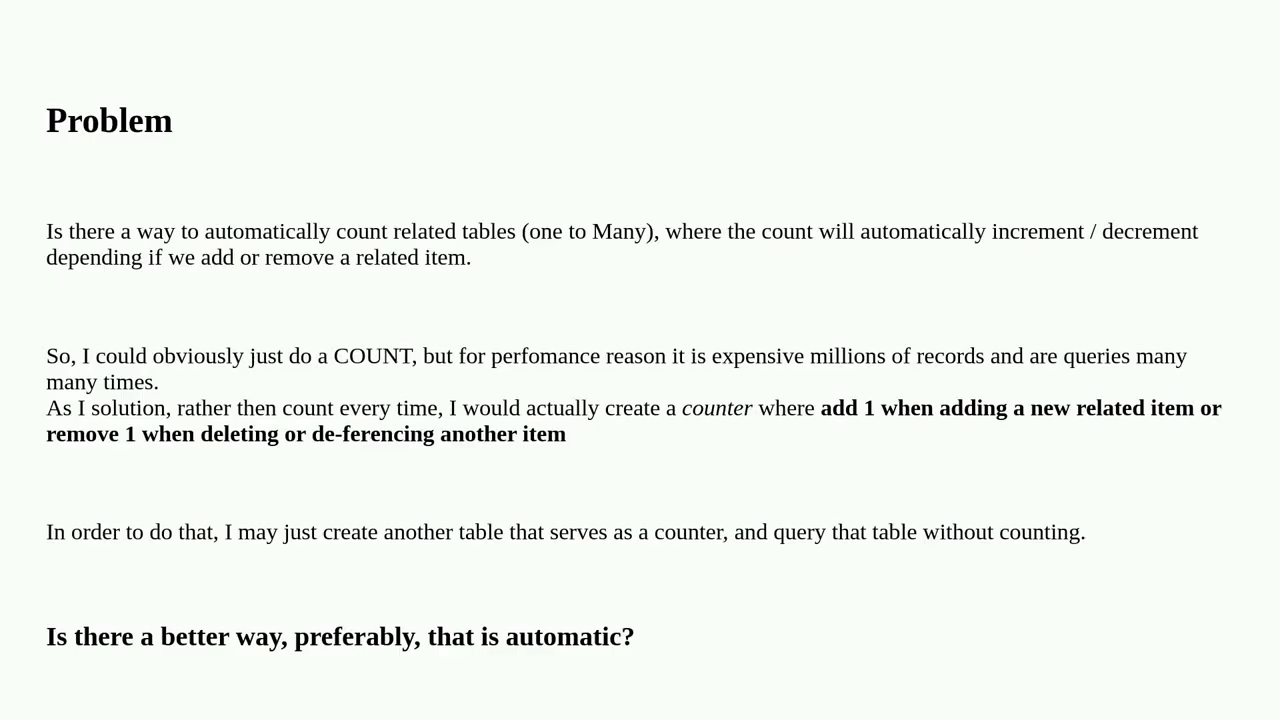 Problem
Is there a way to automatically count related tables (one to Many), where the count will automatically increment / decrement
depending if we add or remove a related item.
So, I could obviously just do a COUNT, but for perfomance reason it is expensive millions of records and are queries many
many times.
As I solution, rather then count every time, I would actually create a counter where add 1 when adding a new related item or
remove 1 when deleting or de-ferencing another item
In order to do that, I may just create another table that serves as a counter, and query that table without counting.
Is there a better way, preferably, that is automatic?